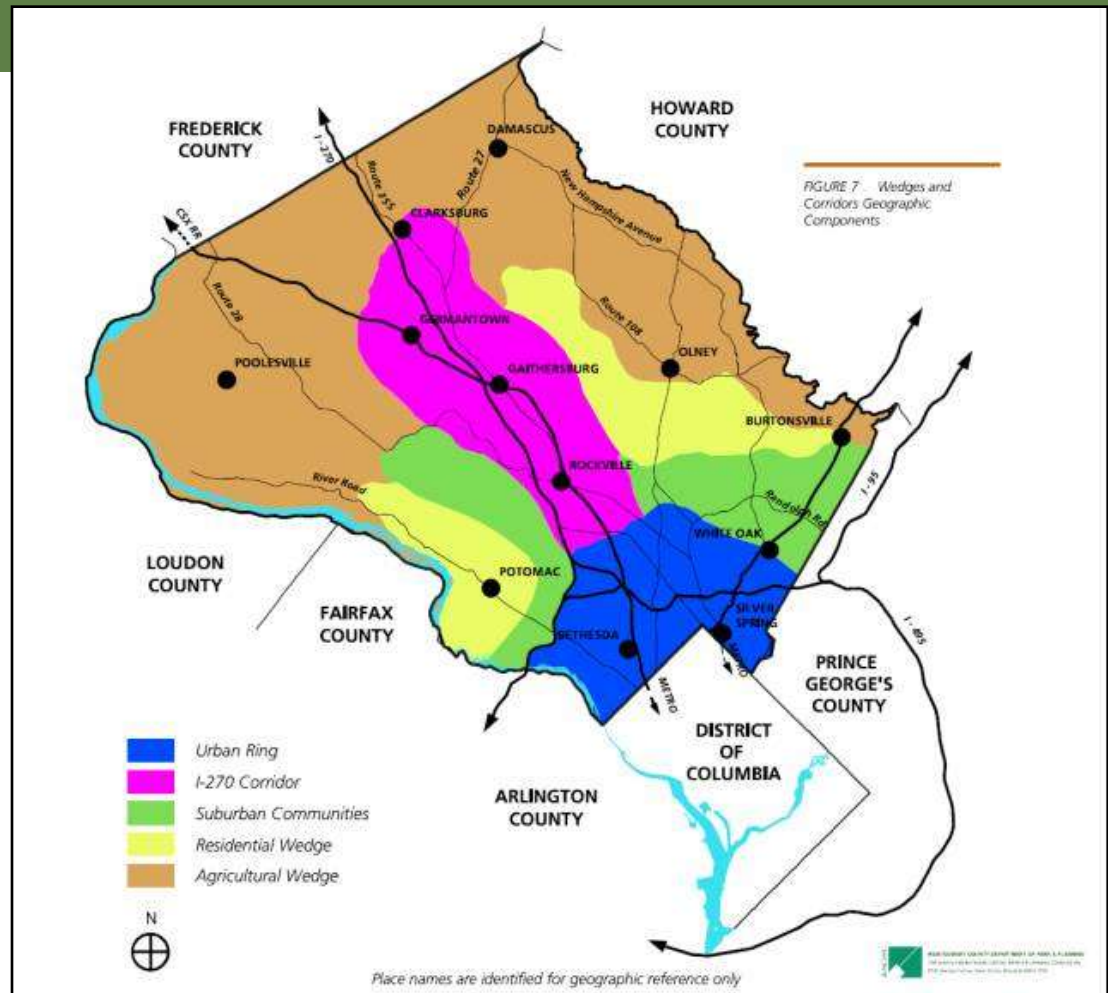 FREDERICK
COUNTY
HOWARD
COUNTY
I-270
Route 355
Route 27
DAMASCUS
New Hampshire Avenue
FIGURE 7 Wedges and
Corridors Geographic
Components
CSX RR
CLARKSBURG
Route 28
GERMANTOWN
Route 108
OLNEY
POOLESVILLE
GAITHERSBURG
BURTONSVILLE
I-95
ROCKVILLE
River Road
Randolph Rd
WHITE OAK
LOUDON
COUNTY
POTOMAC
FAIRFAX
COUNTY
SILVER
SPRING
BETHESDA
I-495
METRO
METRO
PRINCE
GEORGE'S
COUNTY
DISTRICT
OF
COLUMBIA
ARLINGTON
COUNTY
Urban Ring
I-270 Corridor
Suburban Communities
Residential Wedge
Agricultural Wedge
N
Place names are identified for geographic reference only